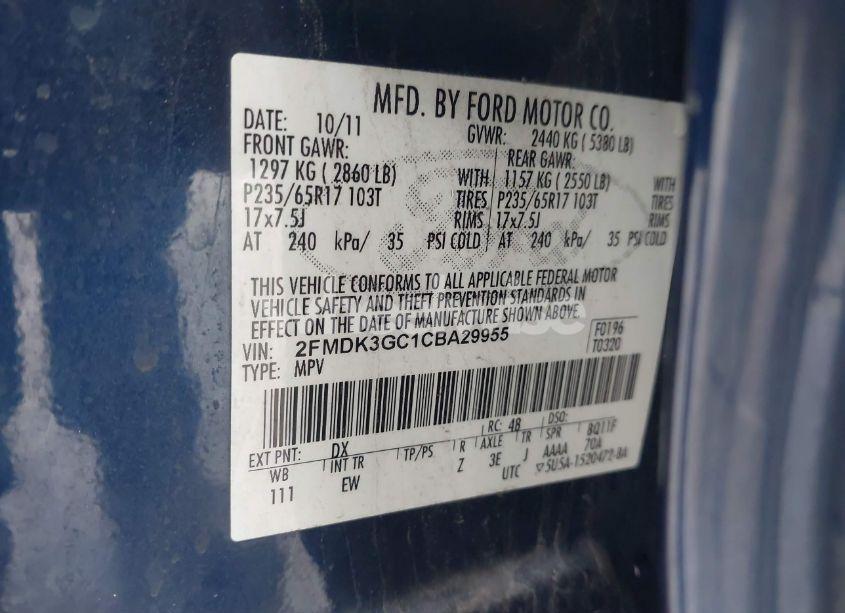 MFD. BY FORD MOTOR CO.
DATE: 10/11 GVWR: 2440 KG ( 5380 LB)
FRONT GAWR: REAR GAWR:
1297 KG ( 2860 LB) WITH 1157 KG ( 2550 LB) WITH
P235/65R17 103T TIRES P235/65R17 103T TIRES
17x7.5J RIMS 17x7.5J RIMS
AT 240 kPa/ 35 PSI COLD AT 240 kPa/ 35 PSI COLD
THIS VEHICLE CONFORMS TO ALL APPLICABLE FEDERAL MOTOR
VEHICLE SAFETY AND THEFT PREVENTION STANDARDS IN
EFFECT ON THE DATE OF MANUFACTURE SHOWN ABOVE.
VIN: 2FMDK3GC1CBA29955 F0196
TYPE: MPV T0320
EXT PNT: DX RC: 48 DSO:
WB INT TR TP/PS R AXLE TR SPR BQ11F
111 EW Z 3E J AAAA 70A
UTC 5U5A-1520472-BA